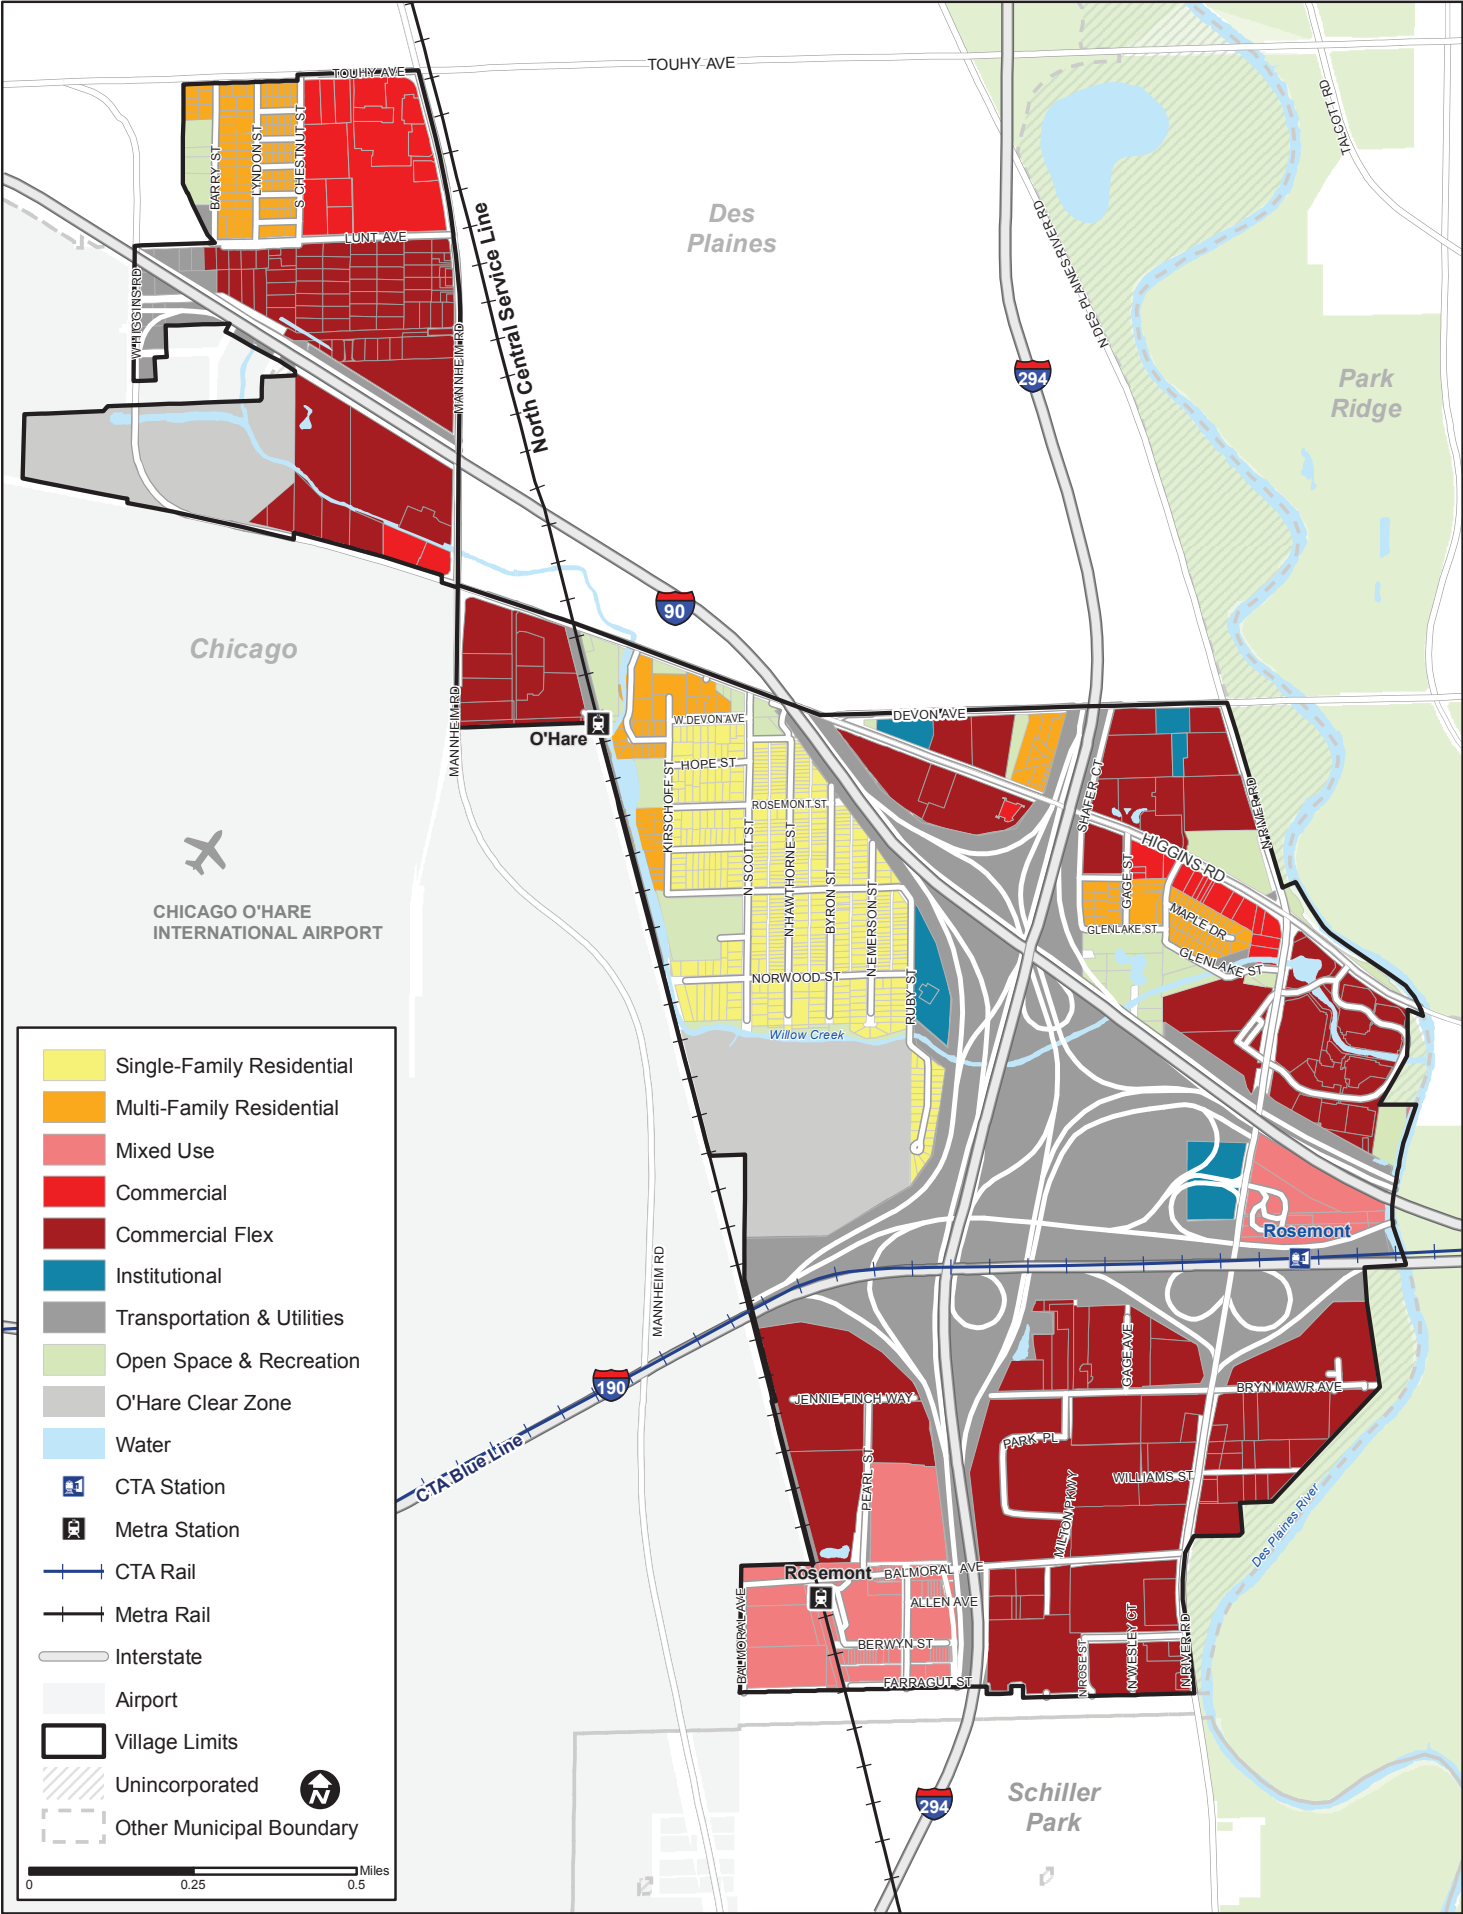 TOUHY AVE
TOUHY AVE
TALCOTT RD
BARRY ST
LYNDON ST
S CHESTNUT ST
LUNT AVE
W HIGGINS RD
MANNHEIM RD
North Central Service Line
Des
Plaines
N DES PLAINES RIVER RD
294
Park
Ridge
90
Chicago
MANNHEIM RD
O'Hare
W DEVON AVE
HOPE ST
KIRSCHOFF ST
ROSEMONT ST
N SCOTT ST
N HAWTHORNE ST
BYRON ST
N EMERSON ST
RUBY ST
NORWOOD ST
Willow Creek
DEVON AVE
SHAFER CT
N RIVER RD
HIGGINS RD
GAGE ST
MAPLE DR
GLENLAKE ST
GLENLAKE ST
CHICAGO O'HARE
INTERNATIONAL AIRPORT
Rosemont
MANNHEIM RD
190
CTA Blue Line
JENNIE FINCH WAY
PEARL ST
GAGE AVE
BRYN MAWR AVE
PARK PL
MILTON PKWY
WILLIAMS ST
Des Plaines River
Rosemont
BALMORAL AVE
BALMORAL AVE
ALLEN AVE
BERWYN ST
FARRAGUT ST
N ROSE ST
N WESLEY CT
N RIVER RD
294
Schiller
Park
Single-Family Residential
Multi-Family Residential
Mixed Use
Commercial
Commercial Flex
Institutional
Transportation & Utilities
Open Space & Recreation
O'Hare Clear Zone
Water
CTA Station
Metra Station
CTA Rail
Metra Rail
Interstate
Airport
Village Limits
Unincorporated
N
Other Municipal Boundary
Miles
0 0.25 0.5